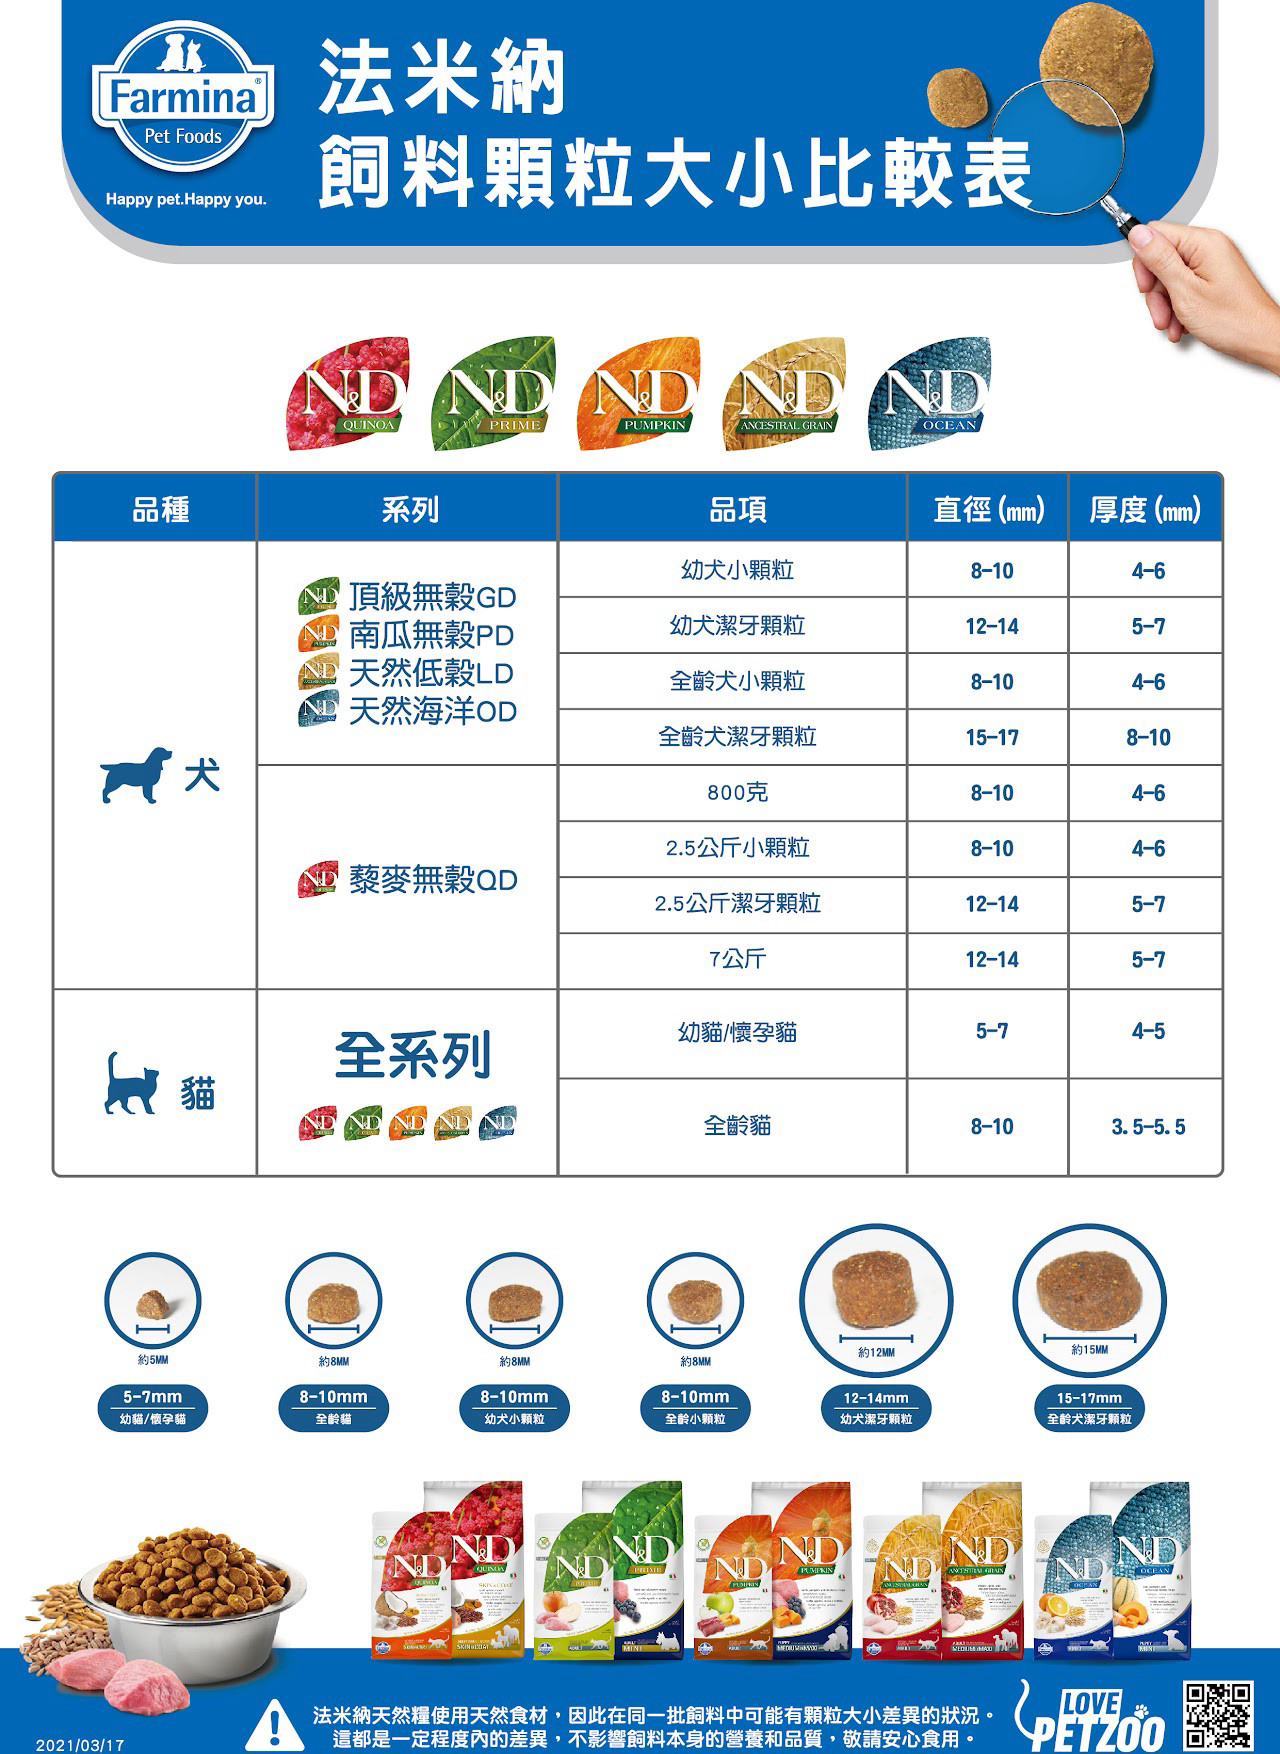 Farmina®
Pet Foods
Happy pet.Happy you.
法米納
飼料顆粒大小比較表
N&D QUINOA
N&D PRIME
N&D PUMPKIN
N&D ANCESTRAL GRAIN
N&D OCEAN
品種 系列 品項 直徑(mm) 厚度(mm)
犬
頂級無穀GD
南瓜無穀PD
天然低穀LD
天然海洋OD
幼犬小顆粒 8-10 4-6
幼犬潔牙顆粒 12-14 5-7
全齡犬小顆粒 8-10 4-6
全齡犬潔牙顆粒 15-17 8-10
藜麥無穀QD
800克 8-10 4-6
2.5公斤小顆粒 8-10 4-6
2.5公斤潔牙顆粒 12-14 5-7
7公斤 12-14 5-7
貓
全系列
幼貓/懷孕貓 5-7 4-5
全齡貓 8-10 3.5-5.5
約5MM
5-7mm
幼貓/懷孕貓
約8MM
8-10mm
全齡貓
約8MM
8-10mm
幼犬小顆粒
約8MM
8-10mm
全齡小顆粒
約12MM
12-14mm
幼犬潔牙顆粒
約15MM
15-17mm
全齡犬潔牙顆粒
N&D QUINOA
N&D QUINOA
SKIN & COAT
N&D PRIME
N&D PRIME
N&D PUMPKIN
N&D PUMPKIN
N&D ANCESTRAL GRAIN
N&D ANCESTRAL GRAIN
N&D OCEAN
N&D OCEAN
法米納天然糧使用天然食材，因此在同一批飼料中可能有顆粒大小差異的狀況。
這都是一定程度內的差異，不影響飼料本身的營養和品質，敬請安心食用。
LOVE
PETZOO
2021/03/17